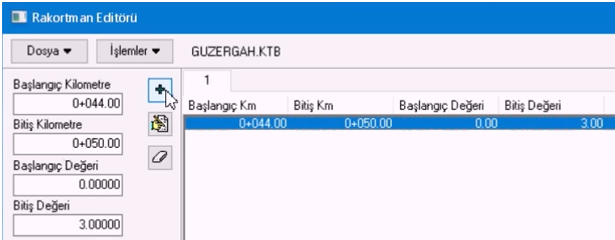 Rakortman Editörü
Dosya ▼ İşlemler ▼ GUZERGAH.KTB
Başlangıç Kilometre
0+044.00
Bitiş Kilometre
0+050.00
Başlangıç Değeri
0.00000
Bitiş Değeri
3.00000
1
Başlangıç Km Bitiş Km Başlangıç Değeri Bitiş Değeri
0+044.00 0+050.00 0.00 3.00